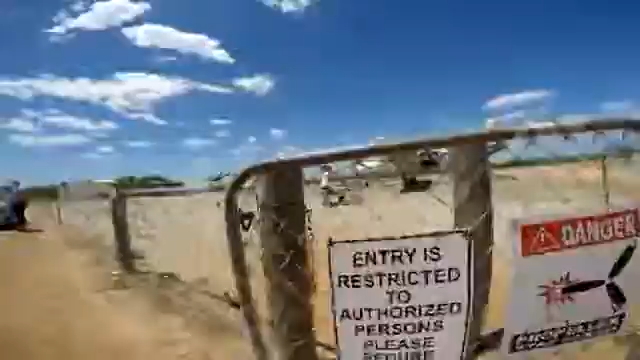 ENTRY IS
RESTRICTED
TO
AUTHORIZED
PERSONS
PLEASE
DANGER